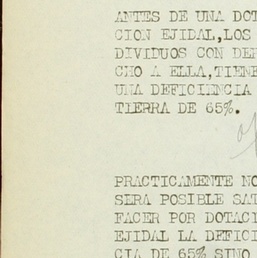 ANTES DE UNA DOT
CION EJIDAL,LOS
DIVIDUOS CON DER
CHO A ELLA,TIENE
UNA DEFICIENCIA
TIERRA DE 65%.
PRACTICAMENTE NO
SERA POSIBLE SAT
FACER POR DOTACI
EJIDAL LA DEFICI
CIA DE 65% SINO